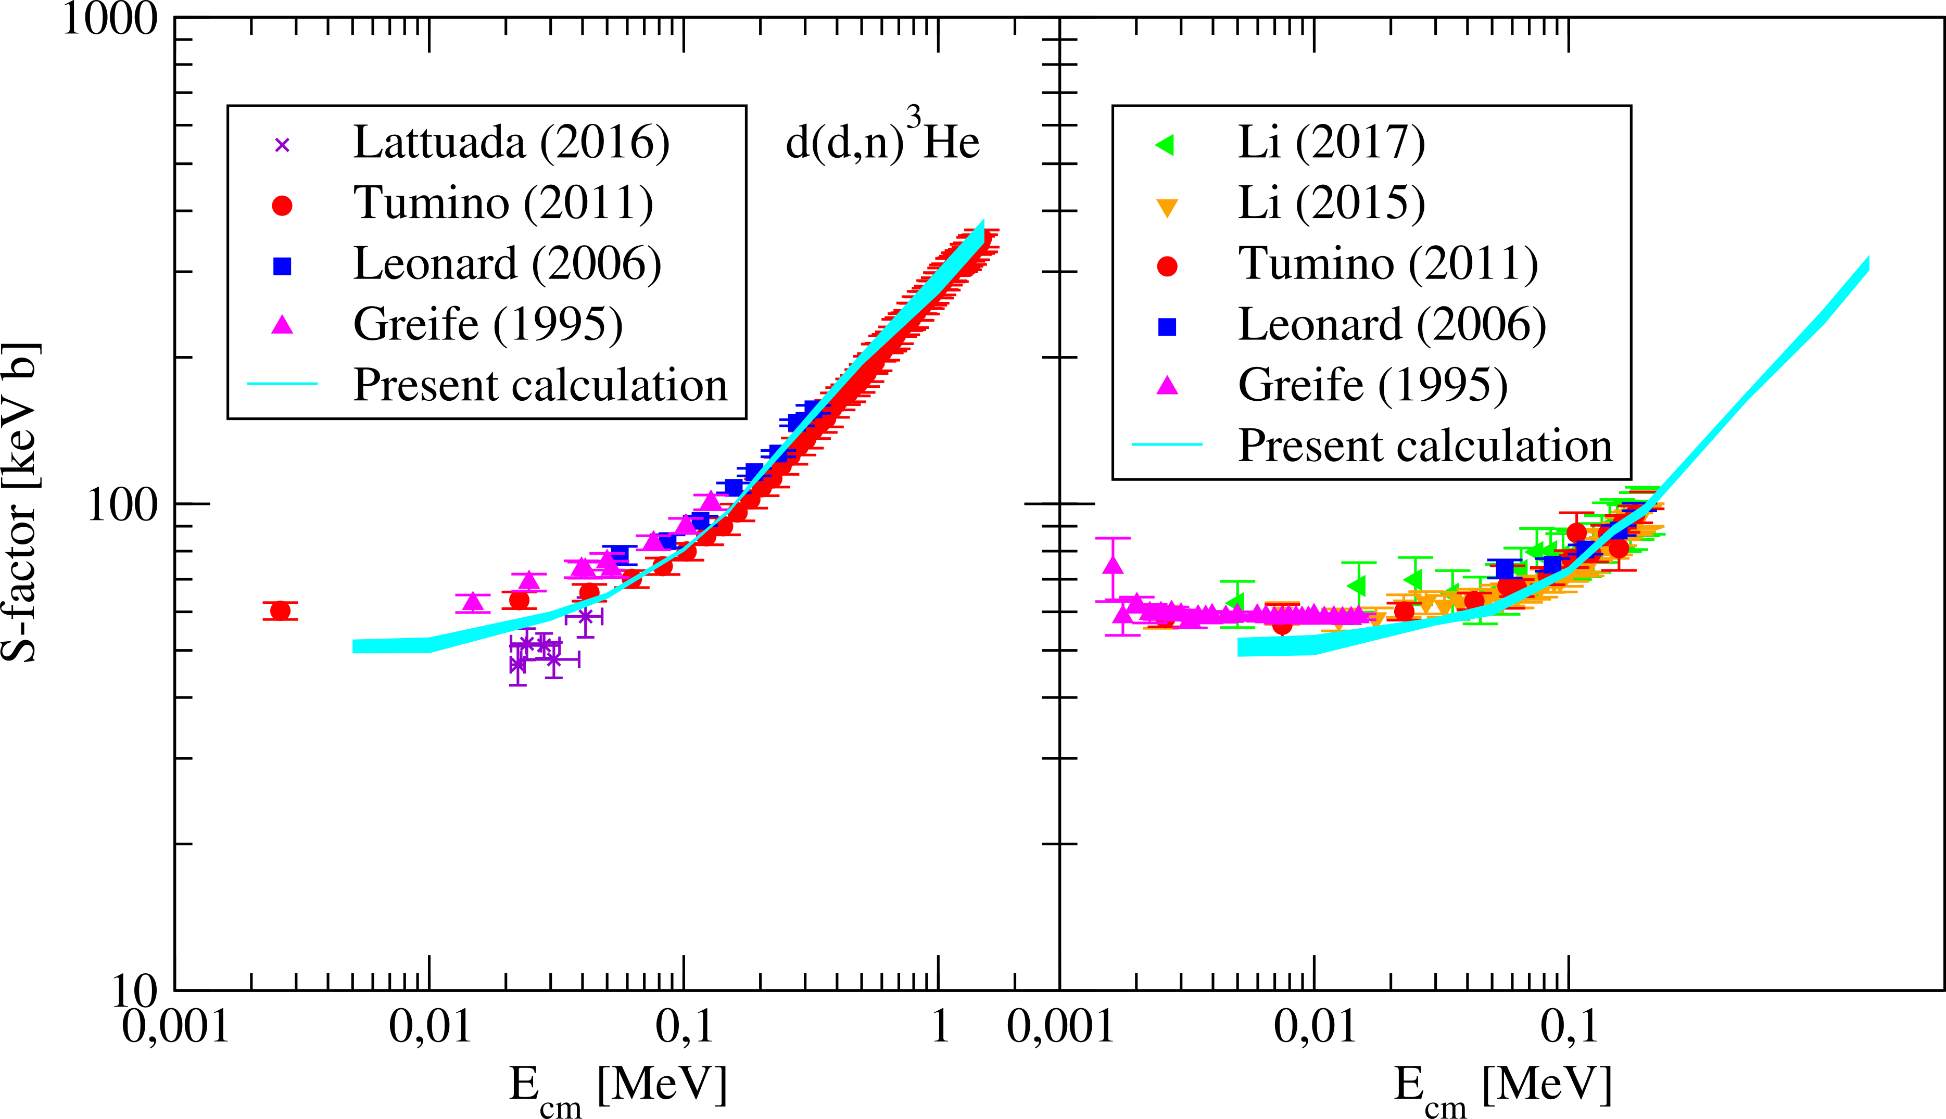 1000
100
10
S-factor [keV b]
Lattuada (2016)
Tumino (2011)
Leonard (2006)
Greife (1995)
Present calculation
d(d,n)³He
0,001
0,01
0,1
1
E_cm [MeV]
Li (2017)
Li (2015)
Tumino (2011)
Leonard (2006)
Greife (1995)
Present calculation
0,001
0,01
0,1
E_cm [MeV]